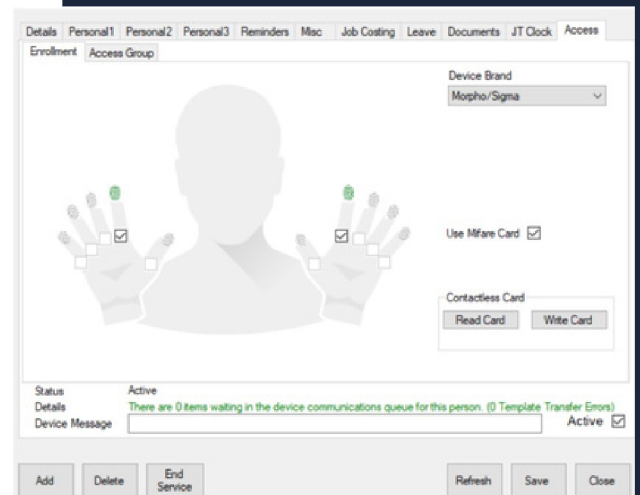 Details Personal1 Personal2 Personal3 Reminders Misc Job Costing Leave Documents JT Clock Access
Enrollment Access Group
Device Brand
Morpho/Sigma
Use Mifare Card
Contactless Card
Read Card Write Card
Status Active
Details There are 0 items waiting in the device communications queue for this person. (0 Template Transfer Errors)
Device Message Active
Add Delete End Service Refresh Save Close